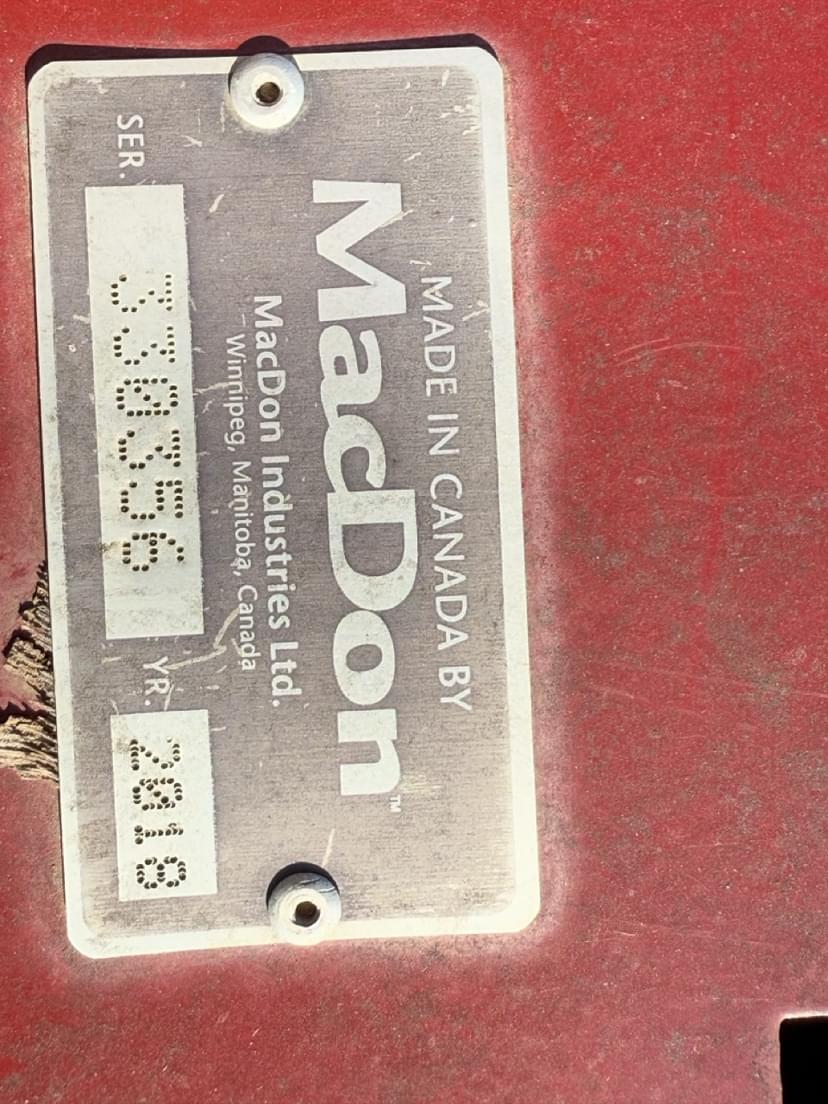 MADE IN CANADA BY
MacDon™
MacDon Industries Ltd.
Winnipeg, Manitoba, Canada
SER. 330356 YR. 2018